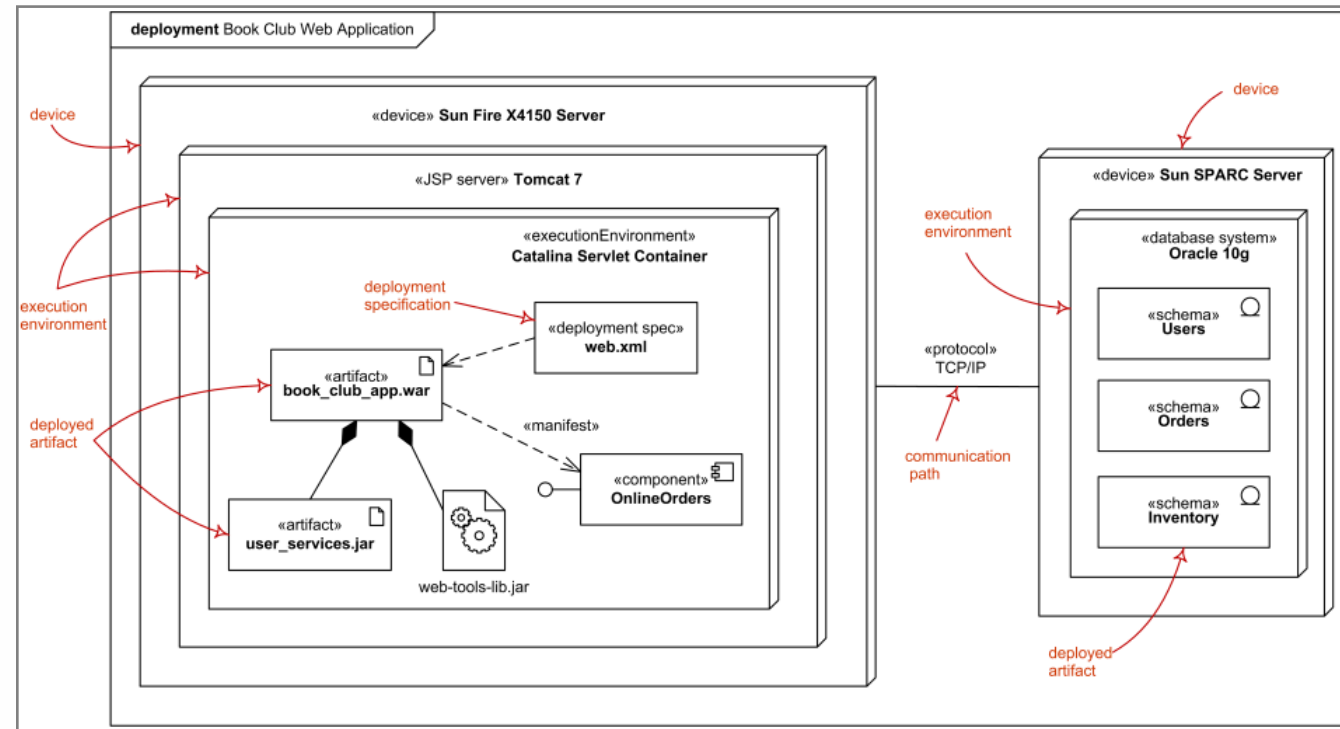 deployment Book Club Web Application
device
«device» Sun Fire X4150 Server
«JSP server» Tomcat 7
«executionEnvironment»
Catalina Servlet Container
execution
environment
deployment
specification
«deployment spec»
web.xml
«artifact»
book_club_app.war
deployed
artifact
«manifest»
«component»
OnlineOrders
«artifact»
user_services.jar
web-tools-lib.jar
«protocol»
TCP/IP
communication
path
device
«device» Sun SPARC Server
execution
environment
«database system»
Oracle 10g
«schema»
Users
«schema»
Orders
«schema»
Inventory
deployed
artifact